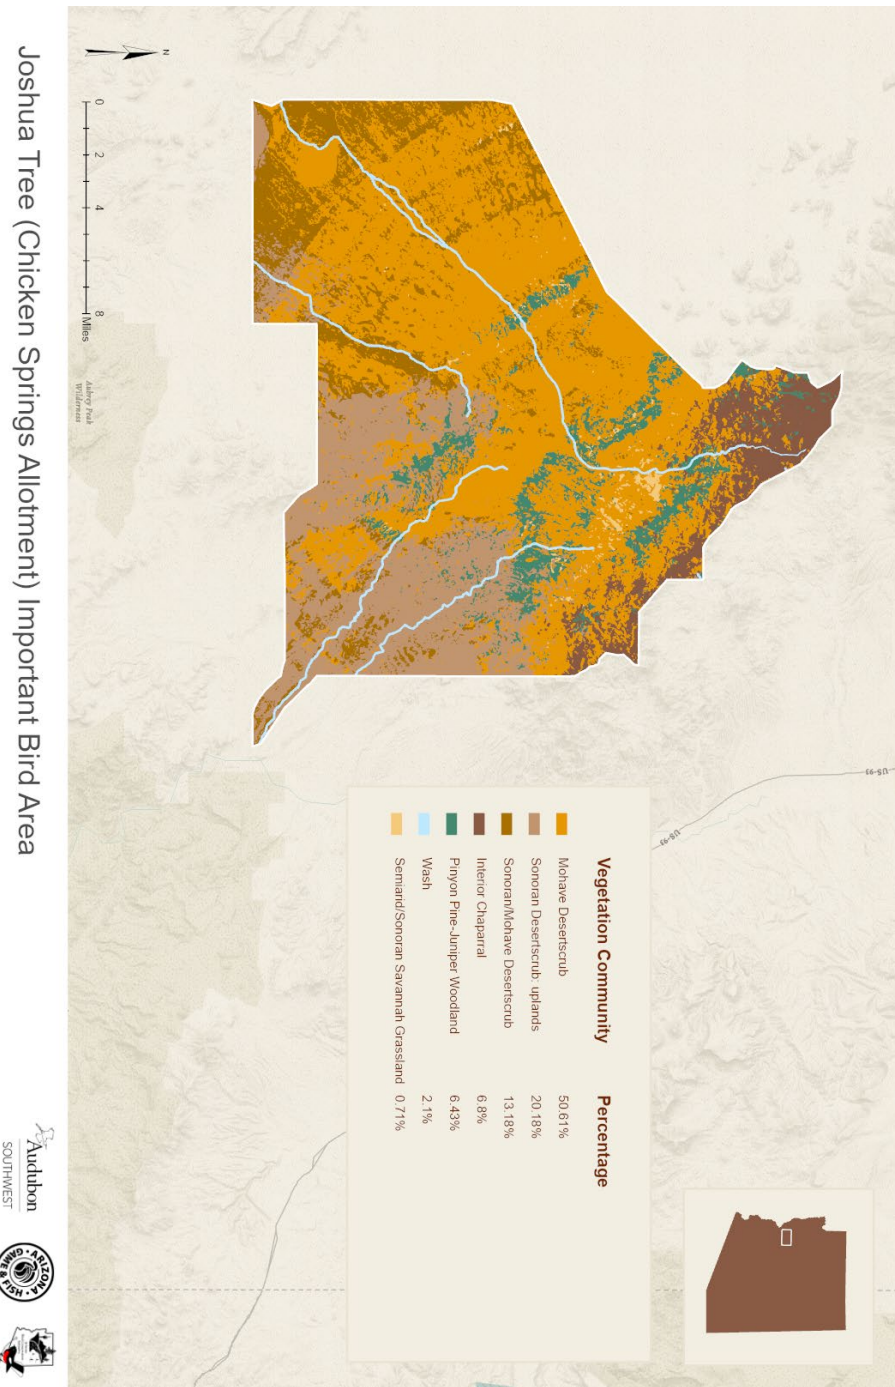 N
0 2 4 8
Miles
Aubrey Peak
Wilderness
US-93
US-93
Vegetation Community Percentage
Mohave Desertscrub 50.61%
Sonoran Desertscrub: uplands 20.18%
Sonoran/Mohave Desertscrub 13.18%
Interior Chaparral 6.8%
Pinyon Pine-Juniper Woodland 6.43%
Wash 2.1%
Semiarid/Sonoran Savannah Grassland 0.71%
Joshua Tree (Chicken Springs Allotment) Important Bird Area
Audubon
SOUTHWEST
ARIZONA
GAME & FISH